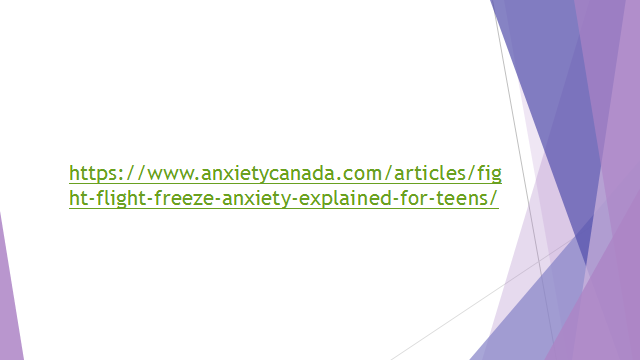 https://www.anxietycanada.com/articles/fig
ht-flight-freeze-anxiety-explained-for-teens/